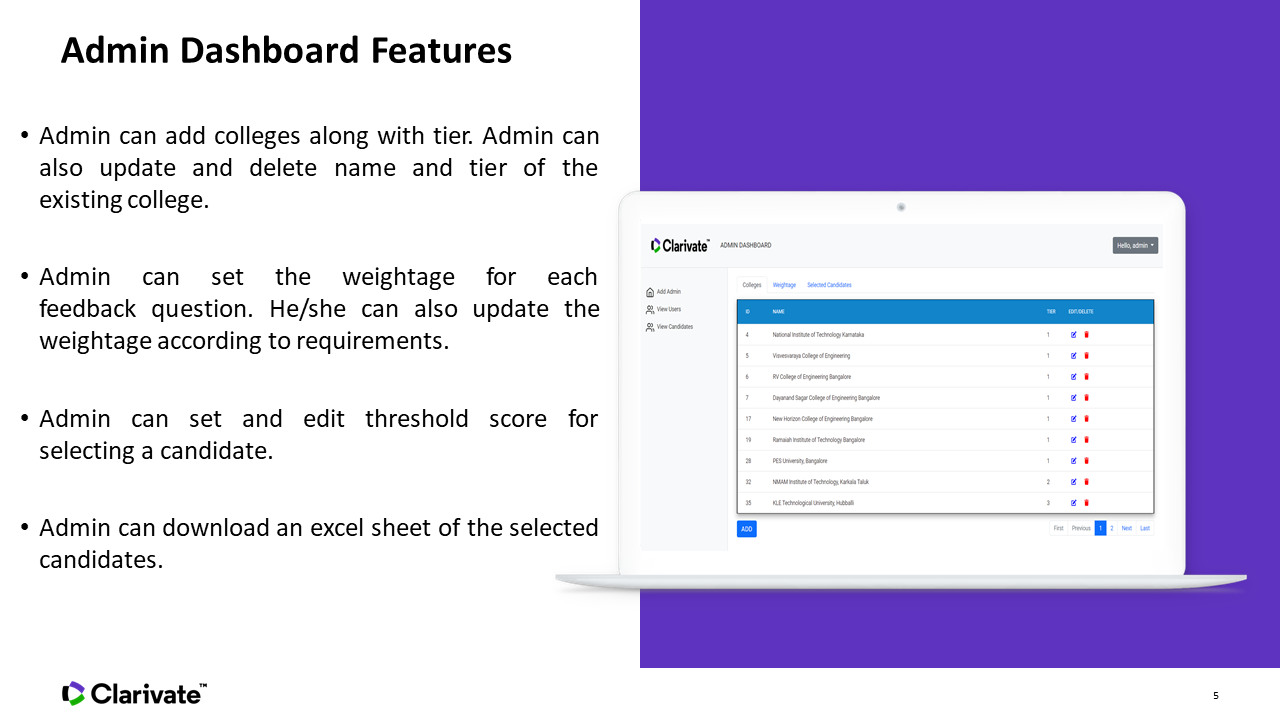 Admin Dashboard Features
• Admin can add colleges along with tier. Admin can
also update and delete name and tier of the
existing college.
• Admin can set the weightage for each
feedback question. He/she can also update the
weightage according to requirements.
• Admin can set and edit threshold score for
selecting a candidate.
• Admin can download an excel sheet of the selected
candidates.
Clarivate™ ADMIN DASHBOARD Hello, admin
Add Admin
View Users
View Candidates
Colleges Weightage Selected Candidates
ID NAME TIER EDIT/DELETE
4 National Institute of Technology Karnataka 1
5 Visvesvaraya College of Engineering 1
6 RV College of Engineering Bangalore 1
7 Dayanand Sagar College of Engineering Bangalore 1
17 New Horizon College of Engineering Bangalore 1
19 Ramaiah Institute of Technology Bangalore 1
28 PES University, Bangalore 1
32 NMAM Institute of Technology, Karkala Taluk 2
35 KLE Technological University, Hubballi 3
ADD First Previous 1 2 Next Last
Clarivate™
5